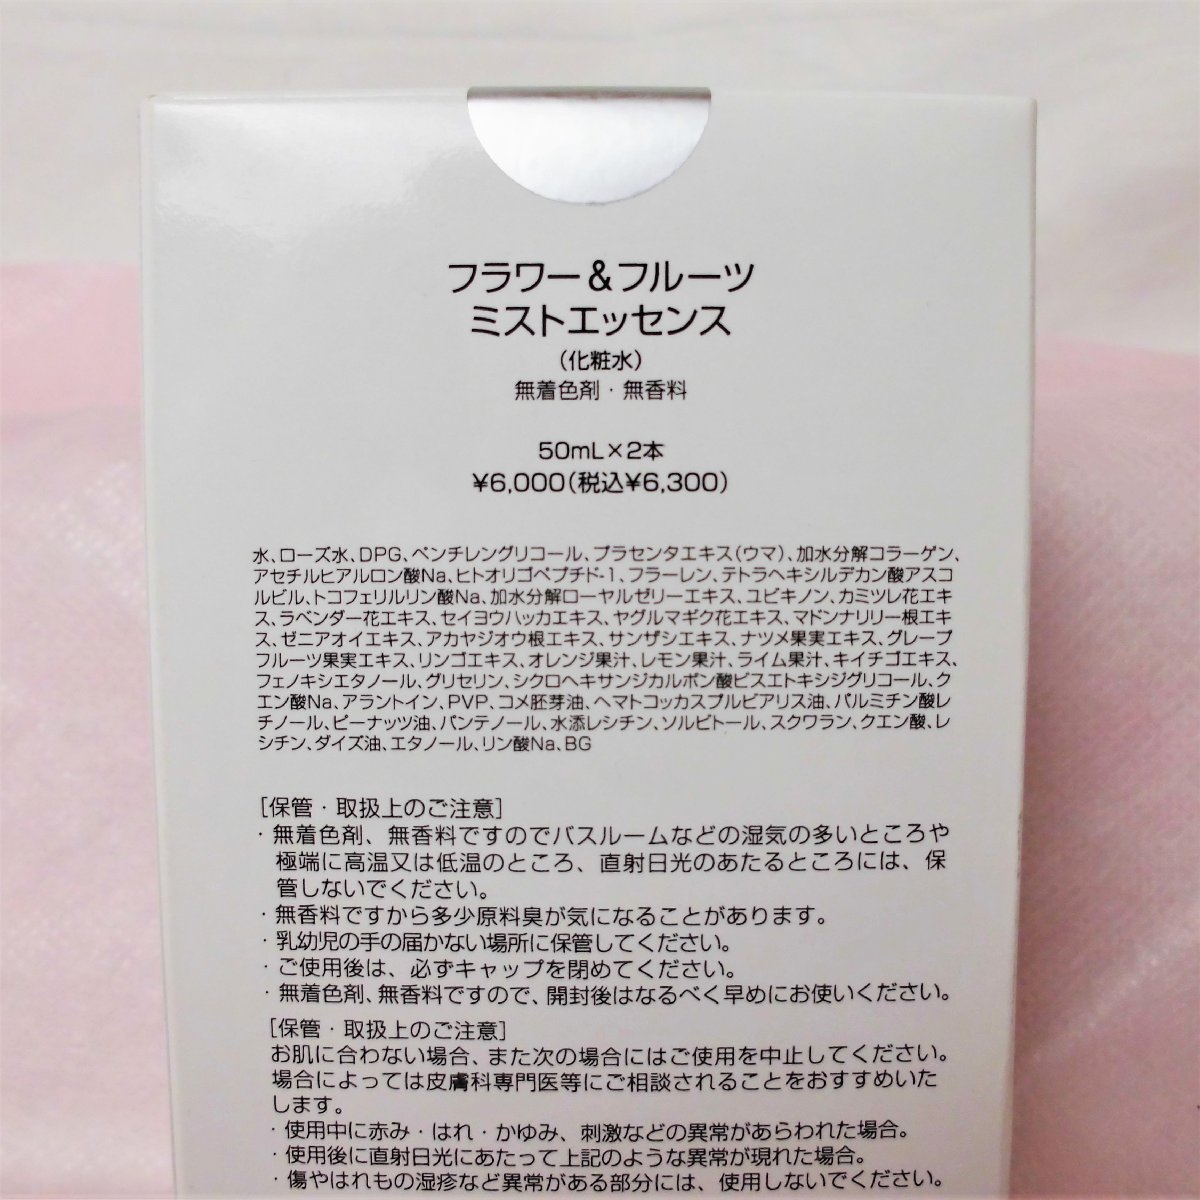 フラワー＆フルーツ
ミストエッセンス
（化粧水）
無着色剤・無香料
50mL×2本
¥6,000（税込¥6,300）
水、ローズ水、DPG、ペンチレングリコール、プラセンタエキス（ウマ）、加水分解コラーゲン、
アセチルヒアルロン酸Na、ヒトオリゴペプチド-1、フラーレン、テトラヘキシルデカン酸アスコ
ルビル、トコフェリルリン酸Na、加水分解ローヤルゼリーエキス、ユビキノン、カミツレ花エキ
ス、ラベンダー花エキス、セイヨウハッカエキス、ヤグルマギク花エキス、マドンナリリー根エキ
ス、ゼニアオイエキス、アカヤジオウ根エキス、サンザシエキス、ナツメ果実エキス、グレープ
フルーツ果実エキス、リンゴエキス、オレンジ果汁、レモン果汁、ライム果汁、キイチゴエキス、
フェノキシエタノール、グリセリン、シクロヘキサンジカルボン酸ビスエトキシジグリコール、ク
エン酸Na、アラントイン、PVP、コメ胚芽油、ヘマトコッカスプルビアリス油、パルミチン酸レ
チノール、ピーナッツ油、パンテノール、水添レシチン、ソルビトール、スクワラン、クエン酸、レ
シチン、ダイズ油、エタノール、リン酸Na、BG
［保管・取扱上のご注意］
・無着色剤、無香料ですのでバスルームなどの湿気の多いところや
極端に高温又は低温のところ、直射日光のあたるところには、保
管しないでください。
・無香料ですから多少原料臭が気になることがあります。
・乳幼児の手の届かない場所に保管してください。
・ご使用後は、必ずキャップを閉めてください。
・無着色剤、無香料ですので、開封後はなるべく早めにお使いください。
［保管・取扱上のご注意］
お肌に合わない場合、また次の場合にはご使用を中止してください。
場合によっては皮膚科専門医等にご相談されることをおすすめいた
します。
・使用中に赤み・はれ・かゆみ、刺激などの異常があらわれた場合。
・使用後に直射日光にあたって上記のような異常が現れた場合。
・傷やはれもの湿疹など異常がある部分には、使用しないでください。